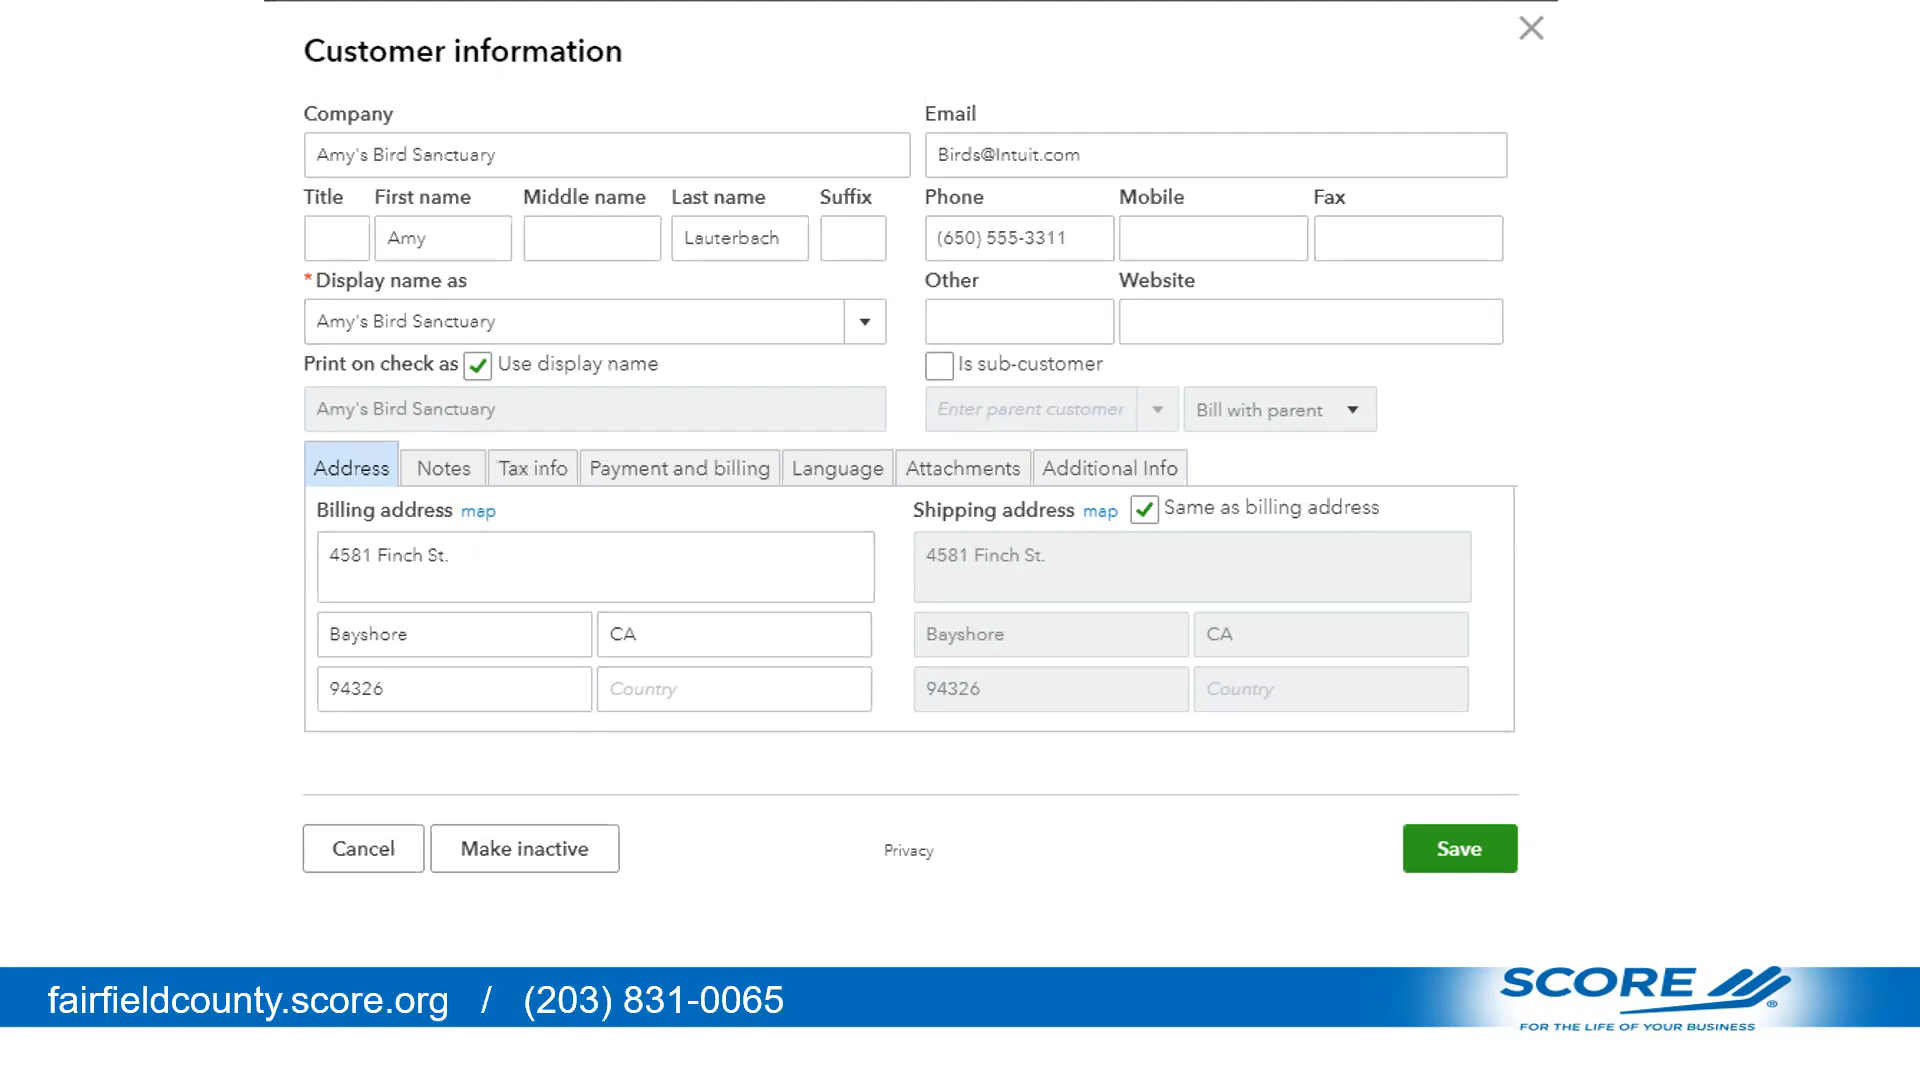 Customer information
Company
Email
Amy's Bird Sanctuary
Birds@Intuit.com
Title First name Middle name Last name Suffix
Phone Mobile Fax
Amy Lauterbach
(650) 555-3311
* Display name as
Other Website
Amy's Bird Sanctuary
Print on check as Use display name
Is sub-customer
Amy's Bird Sanctuary
Enter parent customer Bill with parent
Address Notes Tax info Payment and billing Language Attachments Additional Info
Billing address map
Shipping address map Same as billing address
4581 Finch St.
4581 Finch St.
Bayshore CA
Bayshore CA
94326 Country
94326 Country
Cancel Make inactive Privacy Save
fairfieldcounty.score.org / (203) 831-0065
SCORE ®
FOR THE LIFE OF YOUR BUSINESS